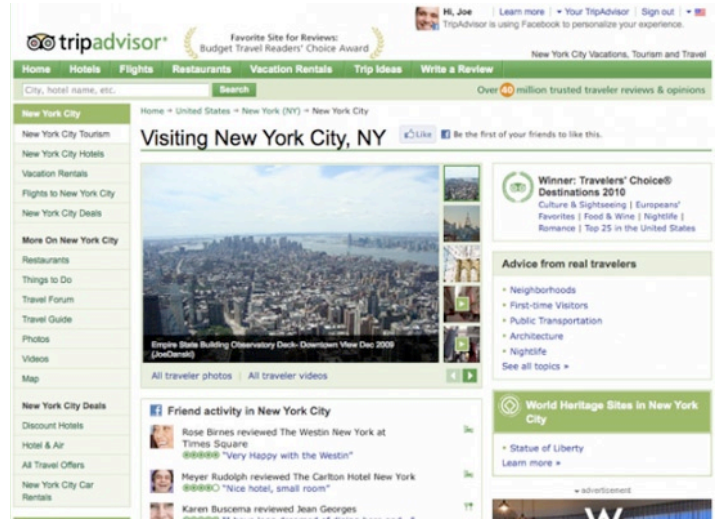 Hi, Joe
Learn more
Your TripAdvisor
Sign out
TripAdvisor is using Facebook to personalize your experience.
tripadvisor
Favorite Site for Reviews:
Budget Travel Readers' Choice
Award
New York City Vacations, Tourism and Travel
Home Hotels Flights Restaurants Vacation Rentals Trip Ideas Write a Review
City, hotel name, etc.
Search
Over 40 million trusted traveler reviews & opinions
New York City
New York City Tourism
New York City Hotels
Vacation Rentals
Flights to New York City
New York City Deals
More On New York City
Restaurants
Things to Do
Travel Forum
Travel Guide
Photos
Videos
Map
New York City Deals
Discount Hotels
Hotel & Air
All Travel Offers
New York City Car
Rentals
Home → United States → New York (NY) → New York City
Visiting New York City, NY
Like
Be the first of your friends to like this.
Empire State Building Observatory Deck- Downtown View Dec 2009
(JoeDanski)
All traveler photos | All traveler videos
Friend activity in New York City
Rose Birnes reviewed The Westin New York at
Times Square
"Very Happy with the Westin"
Meyer Rudolph reviewed The Carlton Hotel New York
"Nice hotel, small room"
Karen Buscema reviewed Jean Georges
Winner: Travelers' Choice®
Destinations 2010
Culture & Sightseeing | Europeans'
Favorites | Food & Wine | Nightlife |
Romance | Top 25 in the United States
Advice from real travelers
Neighborhoods
First-time Visitors
Public Transportation
Architecture
Nightlife
See all topics »
World Heritage Sites in New York
City
Statue of Liberty
Learn more »
advertisement
W